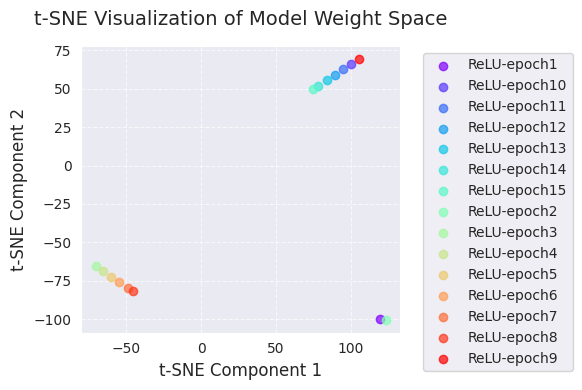 t-SNE Visualization of Model Weight Space
t-SNE Component 2
75
50
25
0
−25
−50
−75
−100
−50
0
50
100
t-SNE Component 1
ReLU-epoch1
ReLU-epoch10
ReLU-epoch11
ReLU-epoch12
ReLU-epoch13
ReLU-epoch14
ReLU-epoch15
ReLU-epoch2
ReLU-epoch3
ReLU-epoch4
ReLU-epoch5
ReLU-epoch6
ReLU-epoch7
ReLU-epoch8
ReLU-epoch9